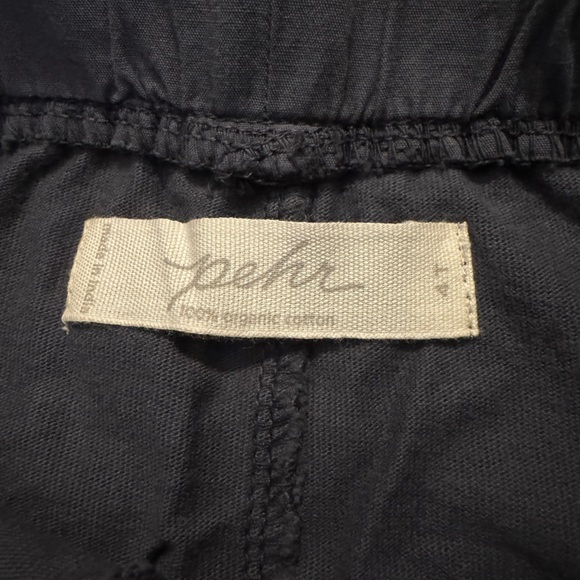 made in india
pehr
100% organic cotton
4T